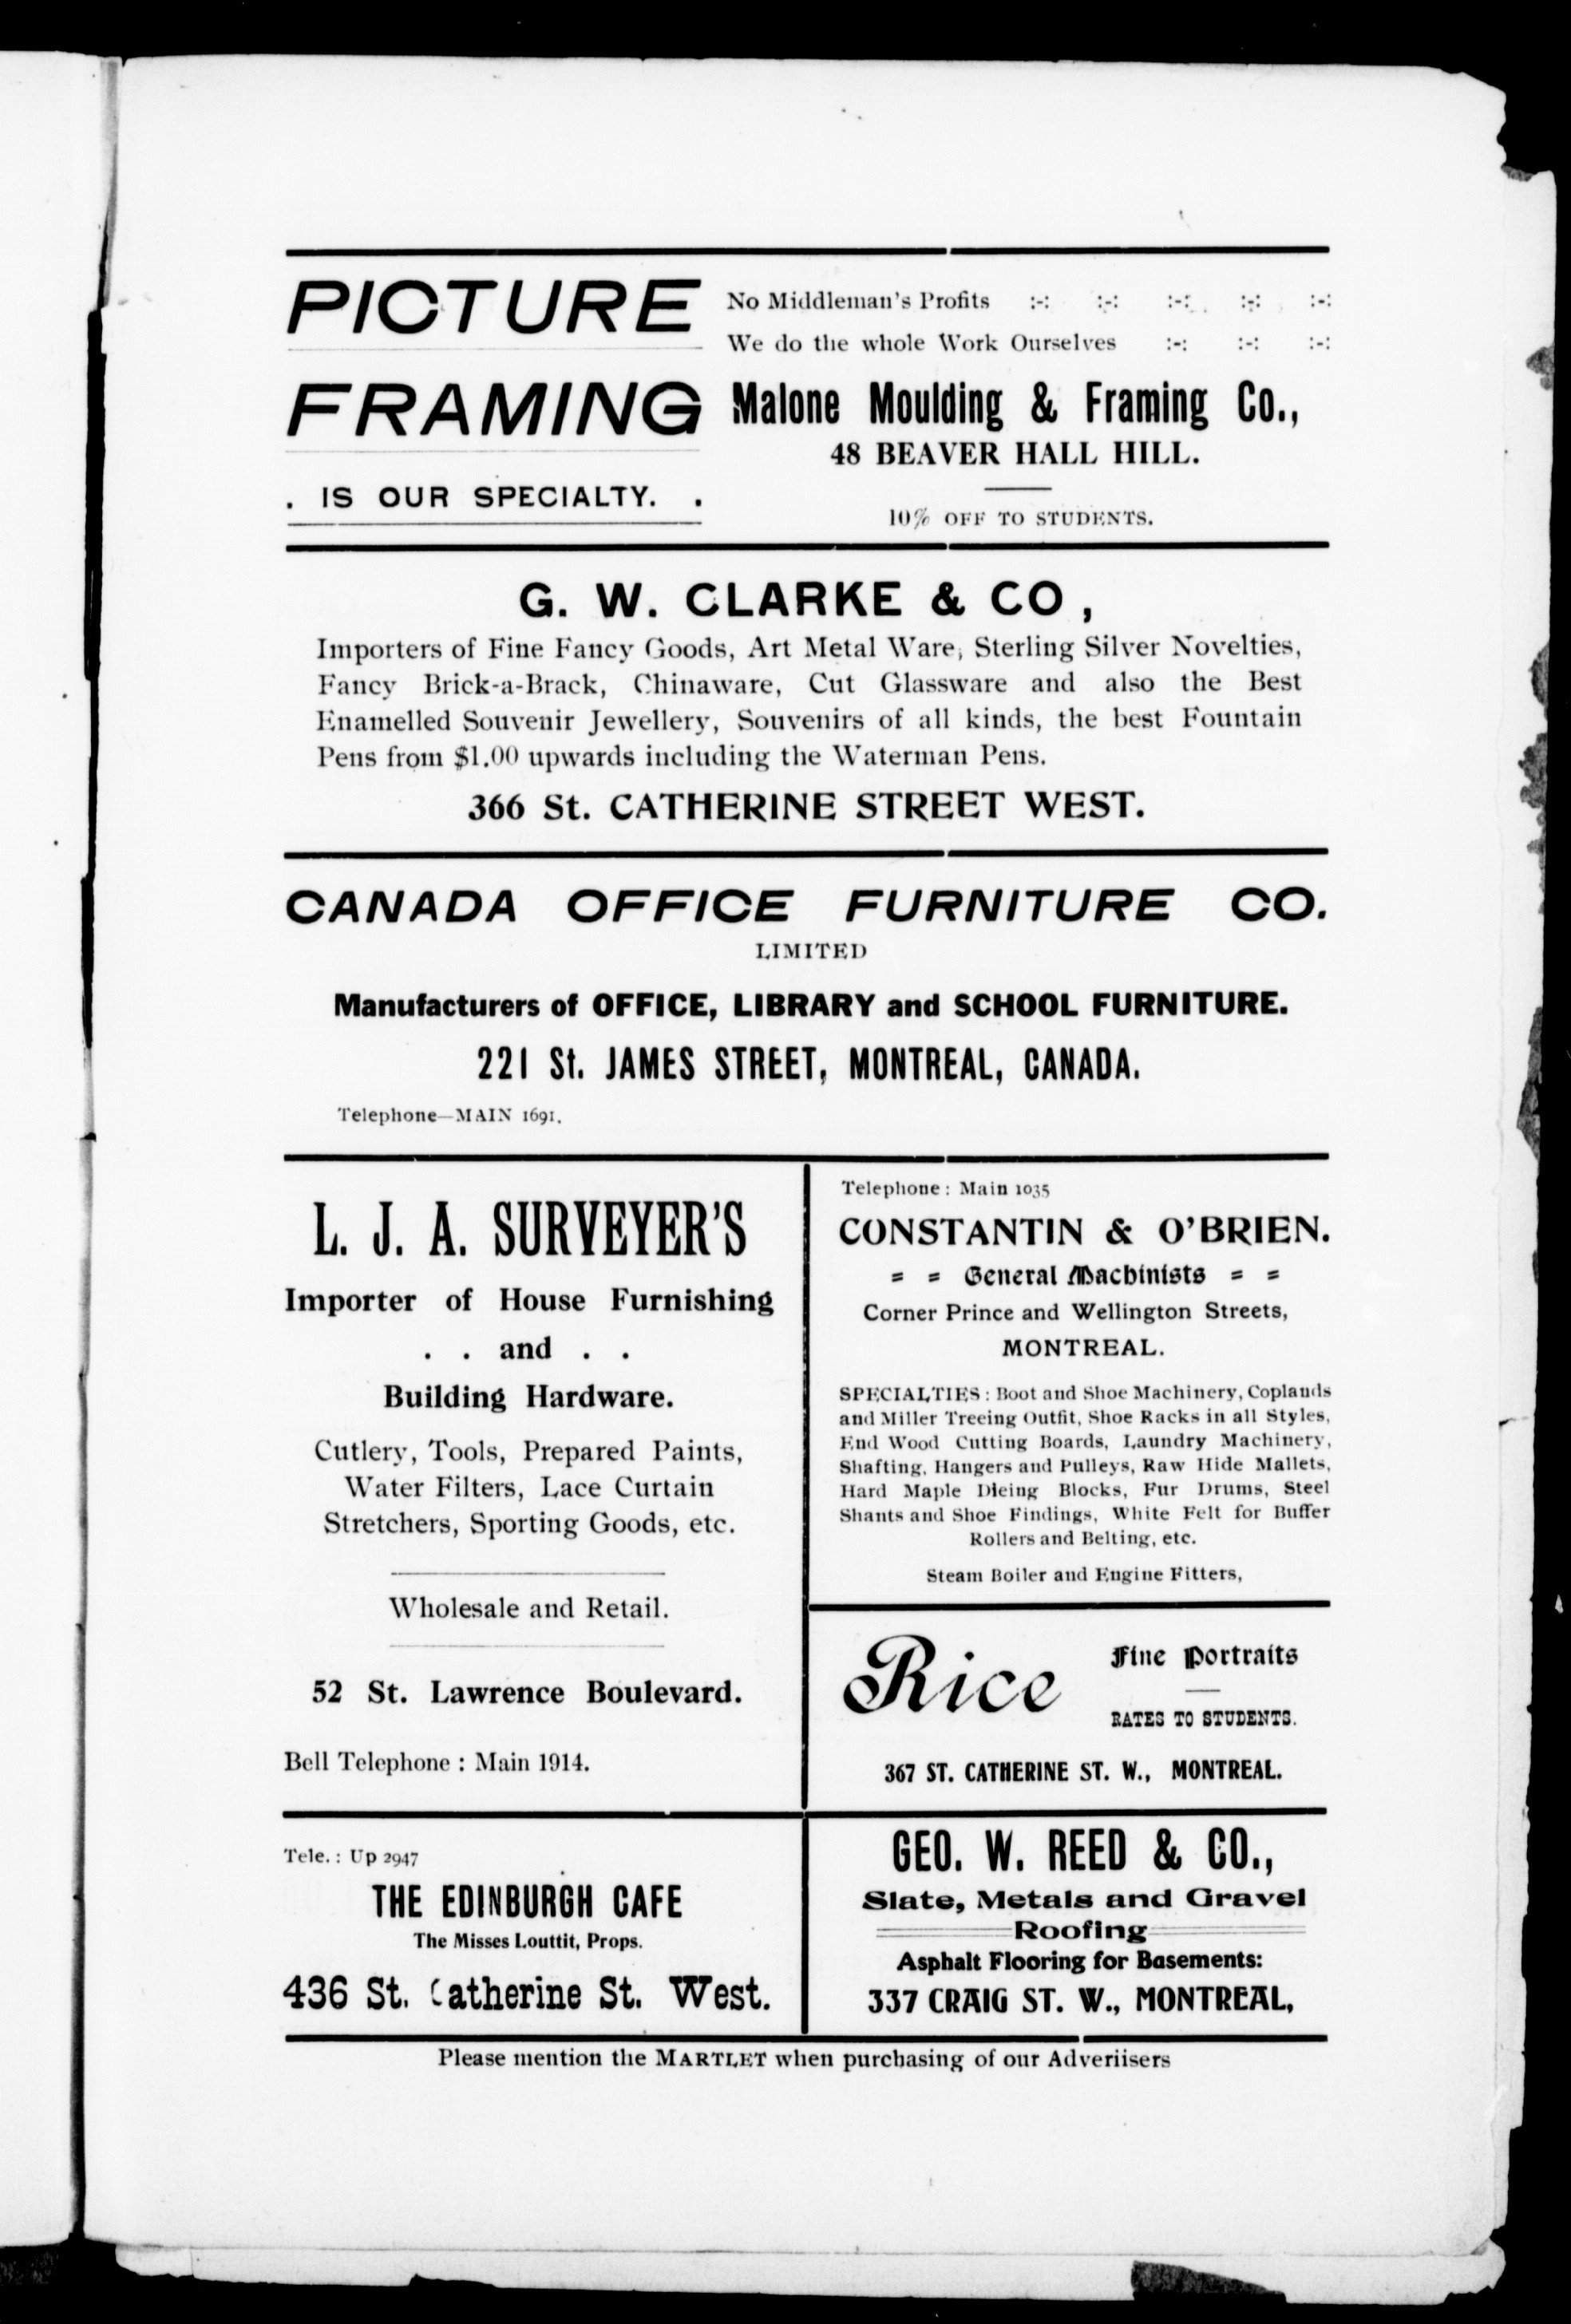 PICTURE
FRAMING
. IS OUR SPECIALTY. .
No Middleman's Profits :-: :-: :-: :-: :-:
We do the whole Work Ourselves :-: :-: :-:
Malone Moulding & Framing Co.,
48 BEAVER HALL HILL.
10% OFF TO STUDENTS.
G. W. CLARKE & CO ,
Importers of Fine Fancy Goods, Art Metal Ware, Sterling Silver Novelties,
Fancy Brick-a-Brack, Chinaware, Cut Glassware and also the Best
Enamelled Souvenir Jewellery, Souvenirs of all kinds, the best Fountain
Pens from $1.00 upwards including the Waterman Pens.
366 St. CATHERINE STREET WEST.
CANADA OFFICE FURNITURE CO.
LIMITED
Manufacturers of OFFICE, LIBRARY and SCHOOL FURNITURE.
221 St. JAMES STREET, MONTREAL, CANADA.
Telephone—MAIN 1691.
L. J. A. SURVEYER'S
Importer of House Furnishing
. . and . .
Building Hardware.
Cutlery, Tools, Prepared Paints,
Water Filters, Lace Curtain
Stretchers, Sporting Goods, etc.
Wholesale and Retail.
52 St. Lawrence Boulevard.
Bell Telephone : Main 1914.
Telephone : Main 1035
CONSTANTIN & O'BRIEN.
= = General Machinists = =
Corner Prince and Wellington Streets,
MONTREAL.
SPECIALTIES : Boot and Shoe Machinery, Coplands
and Miller Treeing Outfit, Shoe Racks in all Styles,
End Wood Cutting Boards, Laundry Machinery,
Shafting, Hangers and Pulleys, Raw Hide Mallets,
Hard Maple Dieing Blocks, Fur Drums, Steel
Shants and Shoe Findings, White Felt for Buffer
Rollers and Belting, etc.
Steam Boiler and Engine Fitters,
Rice
Fine Portraits
RATES TO STUDENTS.
367 ST. CATHERINE ST. W., MONTREAL.
Tele. : Up 2947
THE EDINBURGH CAFE
The Misses Louttit, Props.
436 St. Catherine St. West.
GEO. W. REED & CO.,
Slate, Metals and Gravel
Roofing
Asphalt Flooring for Basements:
337 CRAIG ST. W., MONTREAL,
Please mention the MARTLET when purchasing of our Adveriisers